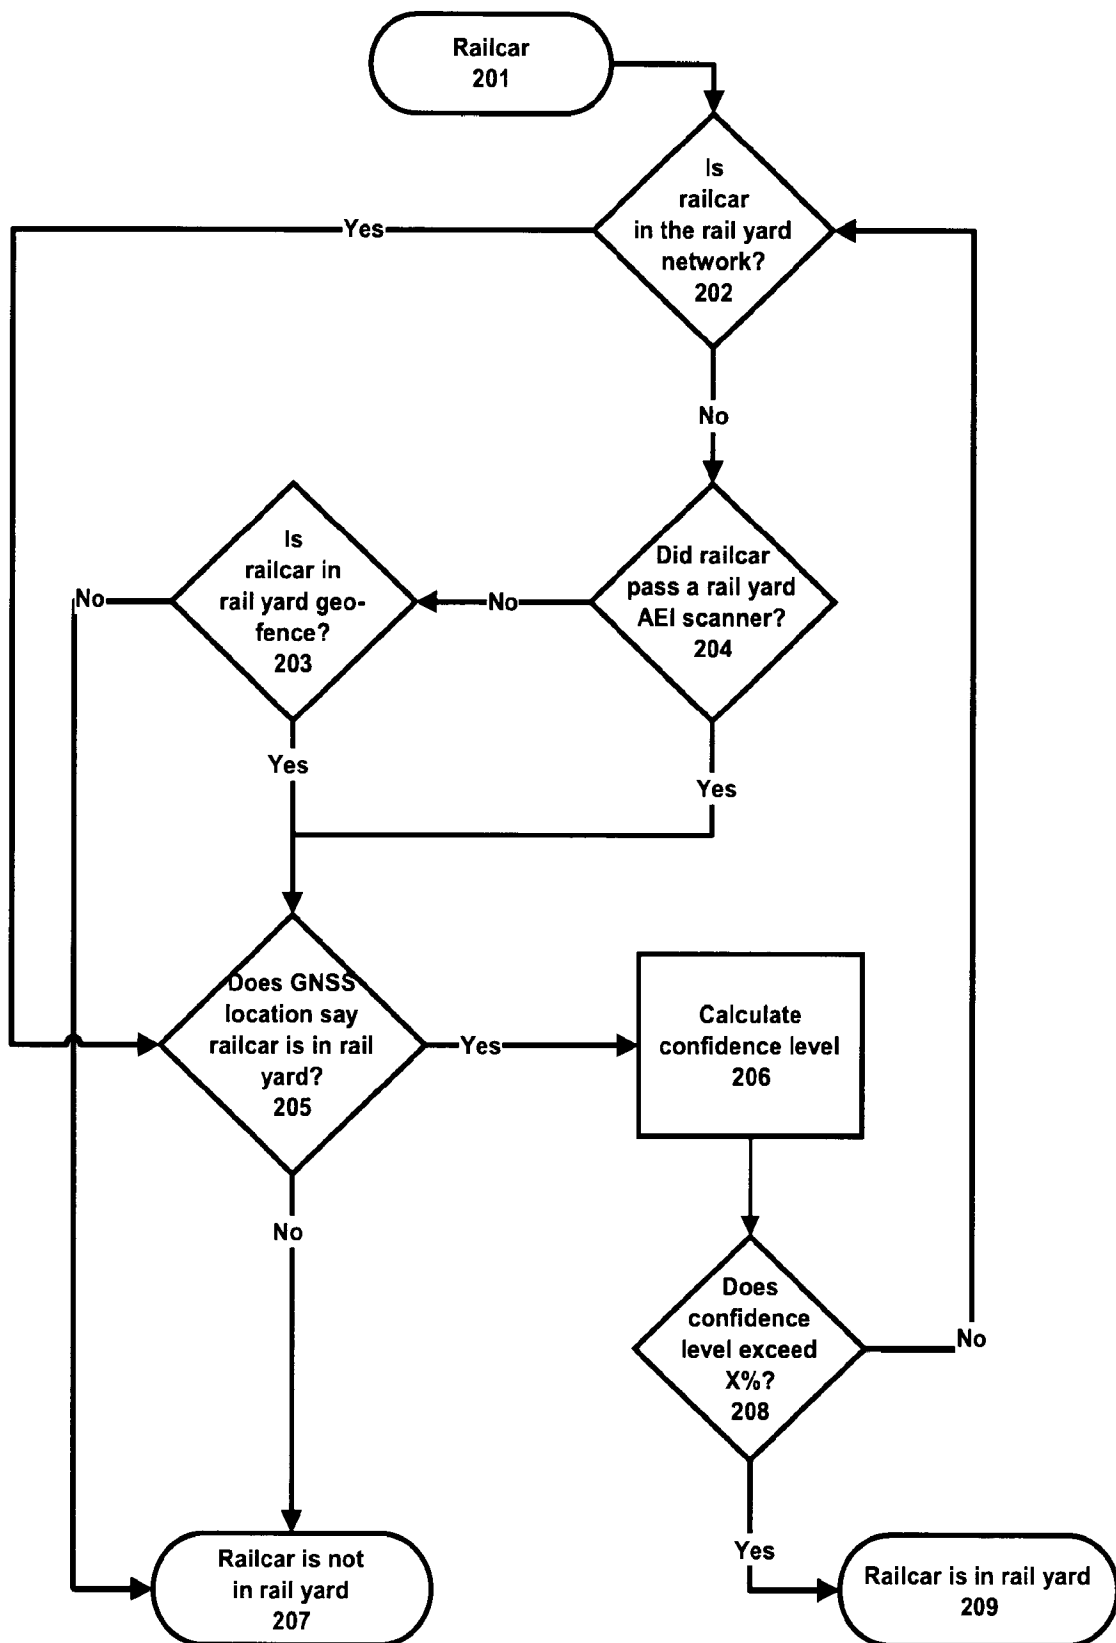 Railcar
201
Is
railcar
in the rail yard
network?
202
Yes
No
Is
railcar in
rail yard geo-
fence?
203
No
Did railcar
pass a rail yard
AEI scanner?
204
No
Yes
Yes
Does GNSS
location say
railcar is in rail
yard?
205
Yes
Calculate
confidence level
206
No
Does
confidence
level exceed
X%?
208
No
Yes
Railcar is not
in rail yard
207
Railcar is in rail yard
209